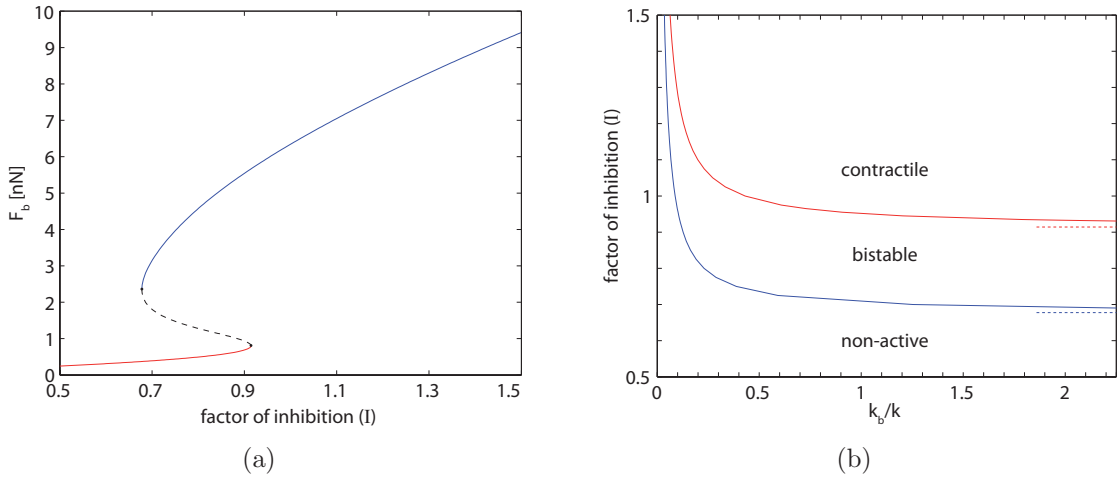 10
9
8
7
6
5
4
3
2
1
0
F_b [nN]
0.5 0.7 0.9 1.1 1.3 1.5
factor of inhibition (I)
(a)
1.5
1
0.5
factor of inhibition (I)
contractile
bistable
non-active
0 0.5 1 1.5 2
k_b/k
(b)